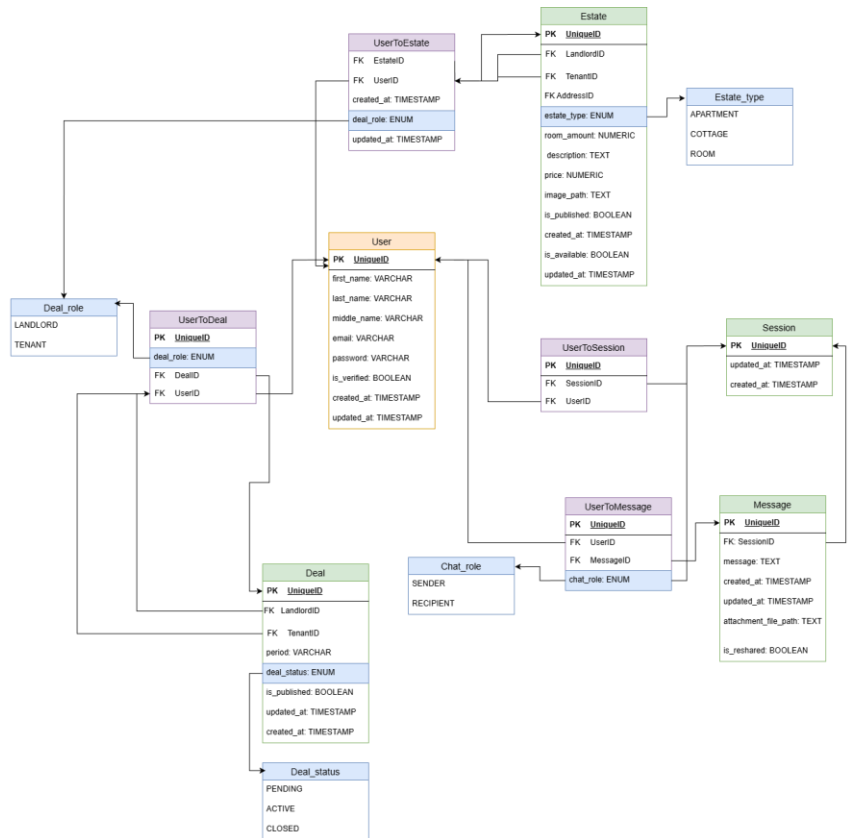 Estate
PK UniqueID
FK LandlordID
FK TenantID
FK AddressID
estate_type: ENUM
room_amount: NUMERIC
description: TEXT
price: NUMERIC
image_path: TEXT
is_published: BOOLEAN
created_at: TIMESTAMP
is_available: BOOLEAN
updated_at: TIMESTAMP
UserToEstate
FK EstateID
FK UserID
created_at: TIMESTAMP
deal_role: ENUM
updated_at: TIMESTAMP
Estate_type
APARTMENT
COTTAGE
ROOM
User
PK UniqueID
first_name: VARCHAR
last_name: VARCHAR
middle_name: VARCHAR
email: VARCHAR
password: VARCHAR
is_verified: BOOLEAN
created_at: TIMESTAMP
updated_at: TIMESTAMP
Deal_role
LANDLORD
TENANT
UserToDeal
PK UniqueID
deal_role: ENUM
FK DealID
FK UserID
UserToSession
PK UniqueID
FK SessionID
FK UserID
Session
PK UniqueID
updated_at: TIMESTAMP
created_at: TIMESTAMP
UserToMessage
PK UniqueID
FK UserID
FK MessageID
chat_role: ENUM
Message
PK UniqueID
FK: SessionID
message: TEXT
created_at: TIMESTAMP
updated_at: TIMESTAMP
attachment_file_path: TEXT
is_reshared: BOOLEAN
Chat_role
SENDER
RECIPIENT
Deal
PK UniqueID
FK LandlordID
FK TenantID
period: VARCHAR
deal_status: ENUM
is_published: BOOLEAN
updated_at: TIMESTAMP
created_at: TIMESTAMP
Deal_status
PENDING
ACTIVE
CLOSED